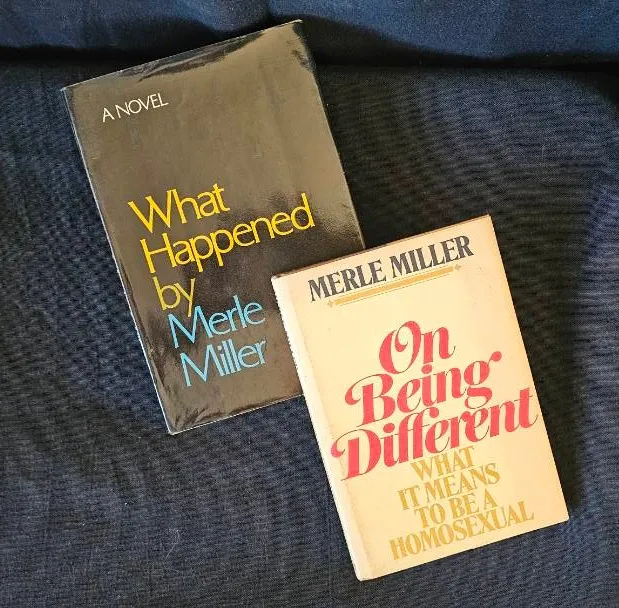 A NOVEL
What
Happened
by
Merle
Miller
MERLE MILLER
On
Being
Different
WHAT
IT MEANS
TO BE A
HOMOSEXUAL